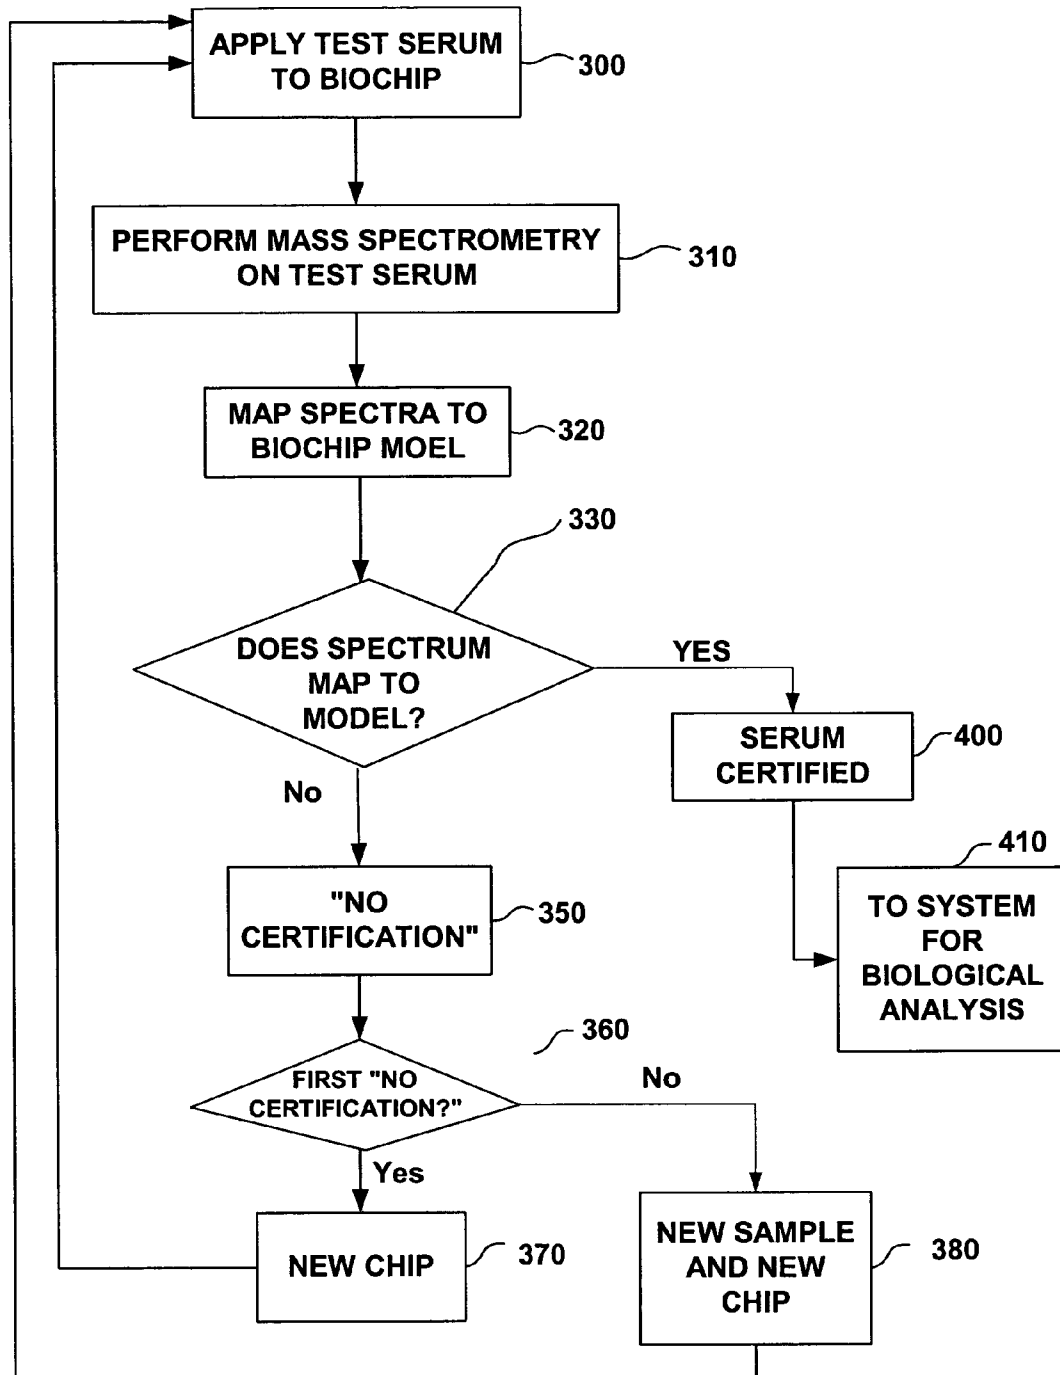 APPLY TEST SERUM
TO BIOCHIP
300
PERFORM MASS SPECTROMETRY
ON TEST SERUM
310
MAP SPECTRA TO
BIOCHIP MOEL
320
330
DOES SPECTRUM
MAP TO
MODEL?
YES
No
SERUM
CERTIFIED
400
410
TO SYSTEM
FOR
BIOLOGICAL
ANALYSIS
"NO
CERTIFICATION"
350
360
FIRST "NO
CERTIFICATION?"
No
Yes
NEW CHIP
370
NEW SAMPLE
AND NEW
CHIP
380